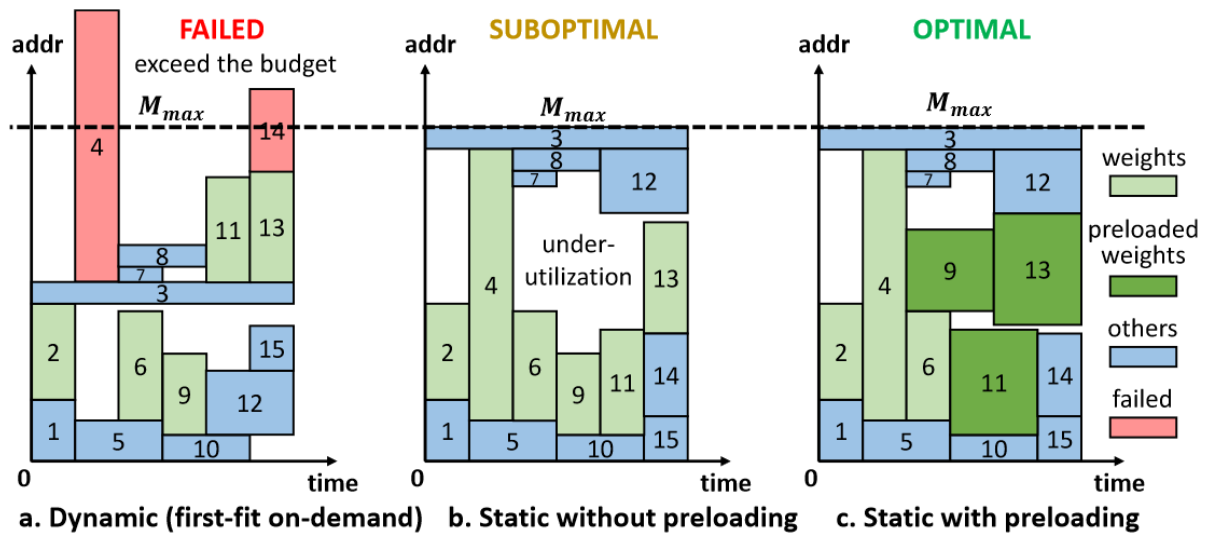 FAILED
exceed the budget
addr
M_max
4
14
11
13
8
7
3
2
6
9
15
12
1
5
10
0
time
a. Dynamic (first-fit on-demand)
SUBOPTIMAL
addr
M_max
3
8
7
12
under-
utilization
4
13
2
6
9
11
14
1
5
10
15
0
time
b. Static without preloading
OPTIMAL
addr
M_max
3
8
7
12
9
13
4
2
6
11
14
1
5
10
15
0
time
c. Static with preloading
weights
preloaded
weights
others
failed